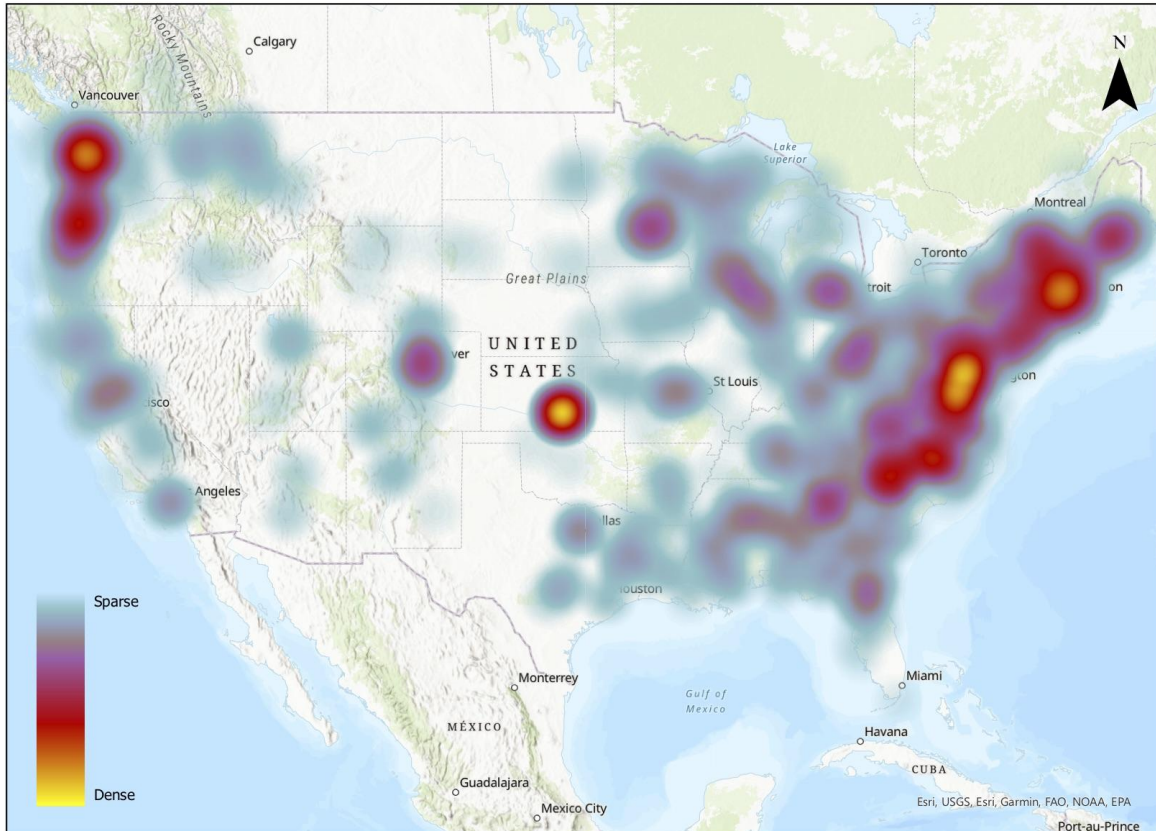 Calgary
Rocky Mountains
Vancouver
N
Lake
Superior
Montreal
Toronto
troit
on
Great Plains
UNITED
STATES
ver
St Louis
gton
isco
Angeles
llas
ouston
Sparse
Dense
Monterrey
Miami
Gulf of
Mexico
MÉXICO
Havana
CUBA
Guadalajara
Mexico City
Esri, USGS, Esri, Garmin, FAO, NOAA, EPA
Port-au-Prince